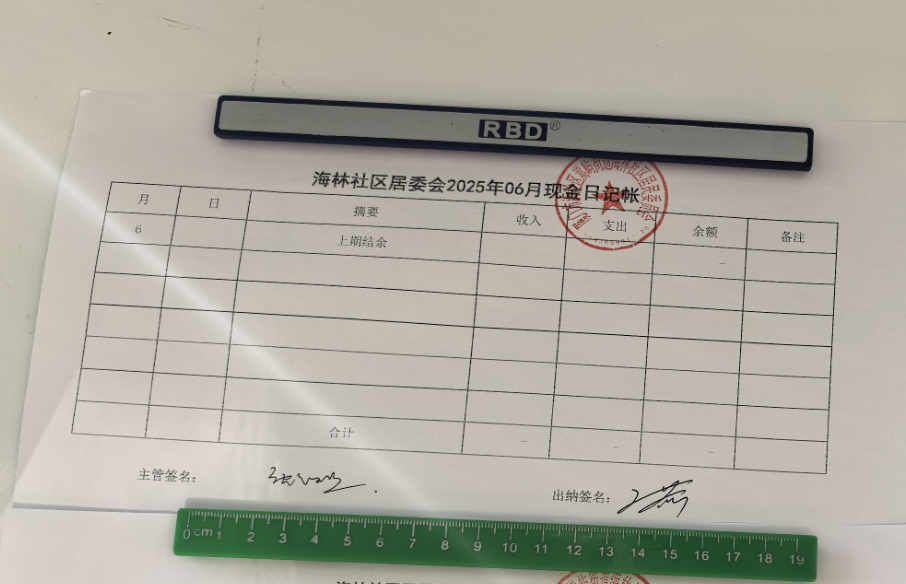 RBD®
海林社区居委会2025年06月现金日记帐
月 日 摘要 收入 支出 余额 备注
6 上期结余 -
合计 - - -
主管签名： 出纳签名：
0 cm 1 2 3 4 5 6 7 8 9 10 11 12 13 14 15 16 17 18 19